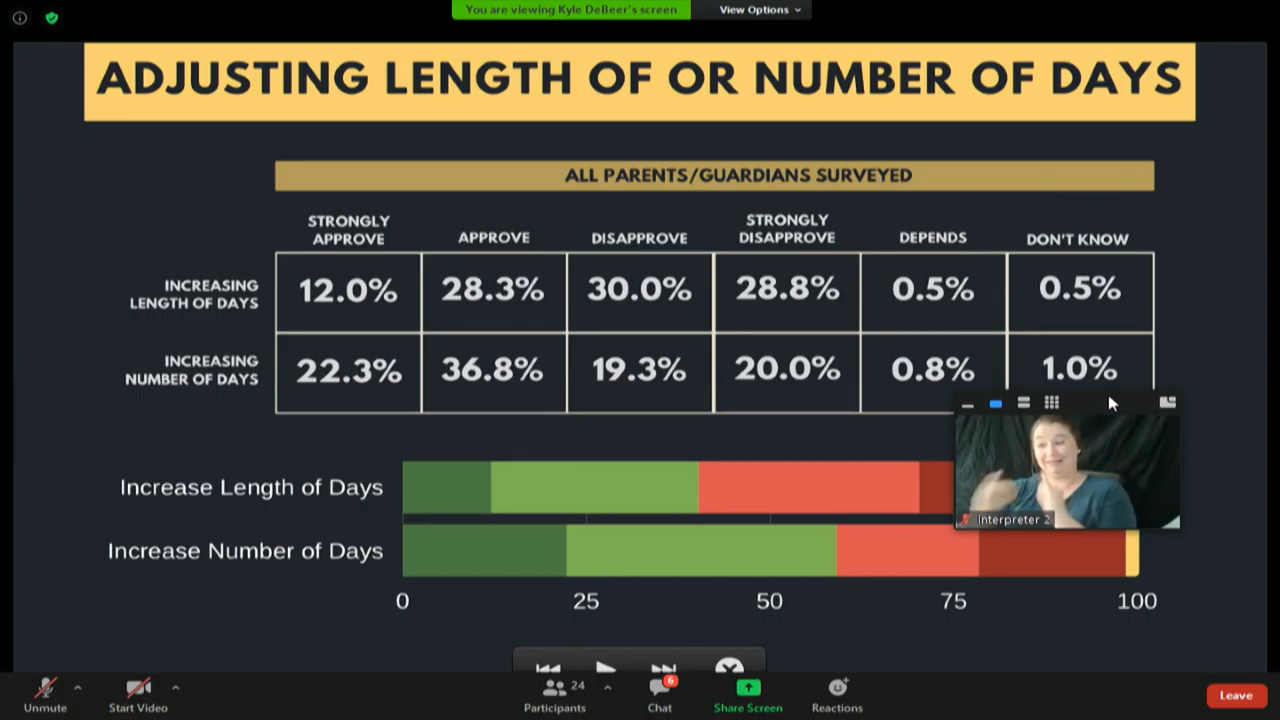 You are viewing Kyle DeBeer's screen
View Options
ADJUSTING LENGTH OF OR NUMBER OF DAYS
ALL PARENTS/GUARDIANS SURVEYED
STRONGLY APPROVE
APPROVE
DISAPPROVE
STRONGLY DISAPPROVE
DEPENDS
DON'T KNOW
INCREASING
LENGTH OF DAYS
12.0% 28.3% 30.0% 28.8% 0.5% 0.5%
INCREASING
NUMBER OF DAYS
22.3% 36.8% 19.3% 20.0% 0.8% 1.0%
Increase Length of Days
Interpreter 2
Increase Number of Days
0 25 50 75 100
Unmute
Start Video
24
Participants
6
Chat
Share Screen
Reactions
Leave